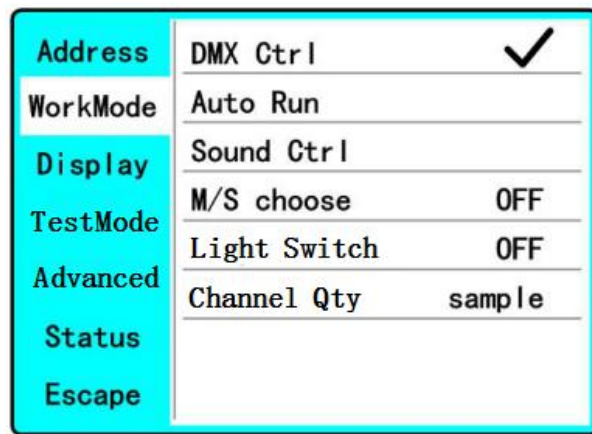 Address
WorkMode
Display
TestMode
Advanced
Status
Escape
DMX Ctrl
Auto Run
Sound Ctrl
M/S choose OFF
Light Switch OFF
Channel Qty sample